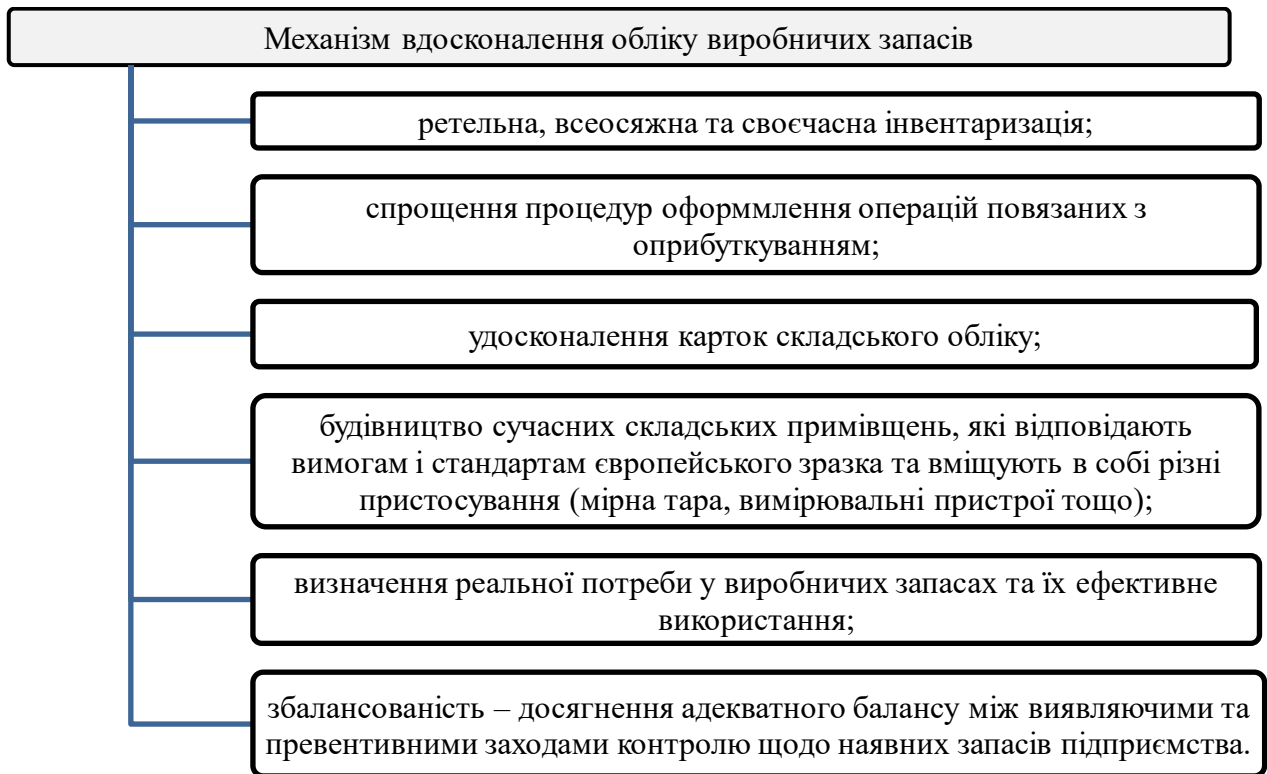 Механізм вдосконалення обліку виробничих запасів
ретельна, всеосяжна та своєчасна інвентаризація;
спрощення процедур оформмлення операцій повязаних з
оприбуткуванням;
удосконалення карток складського обліку;
будівництво сучасних складських примівщень, які відповідають
вимогам і стандартам європейського зразка та вміщують в собі різні
пристосування (мірна тара, вимірювальні пристрої тощо);
визначення реальної потреби у виробничих запасах та їх ефективне
використання;
збалансованість – досягнення адекватного балансу між виявляючими та
превентивними заходами контролю щодо наявних запасів підприємства.